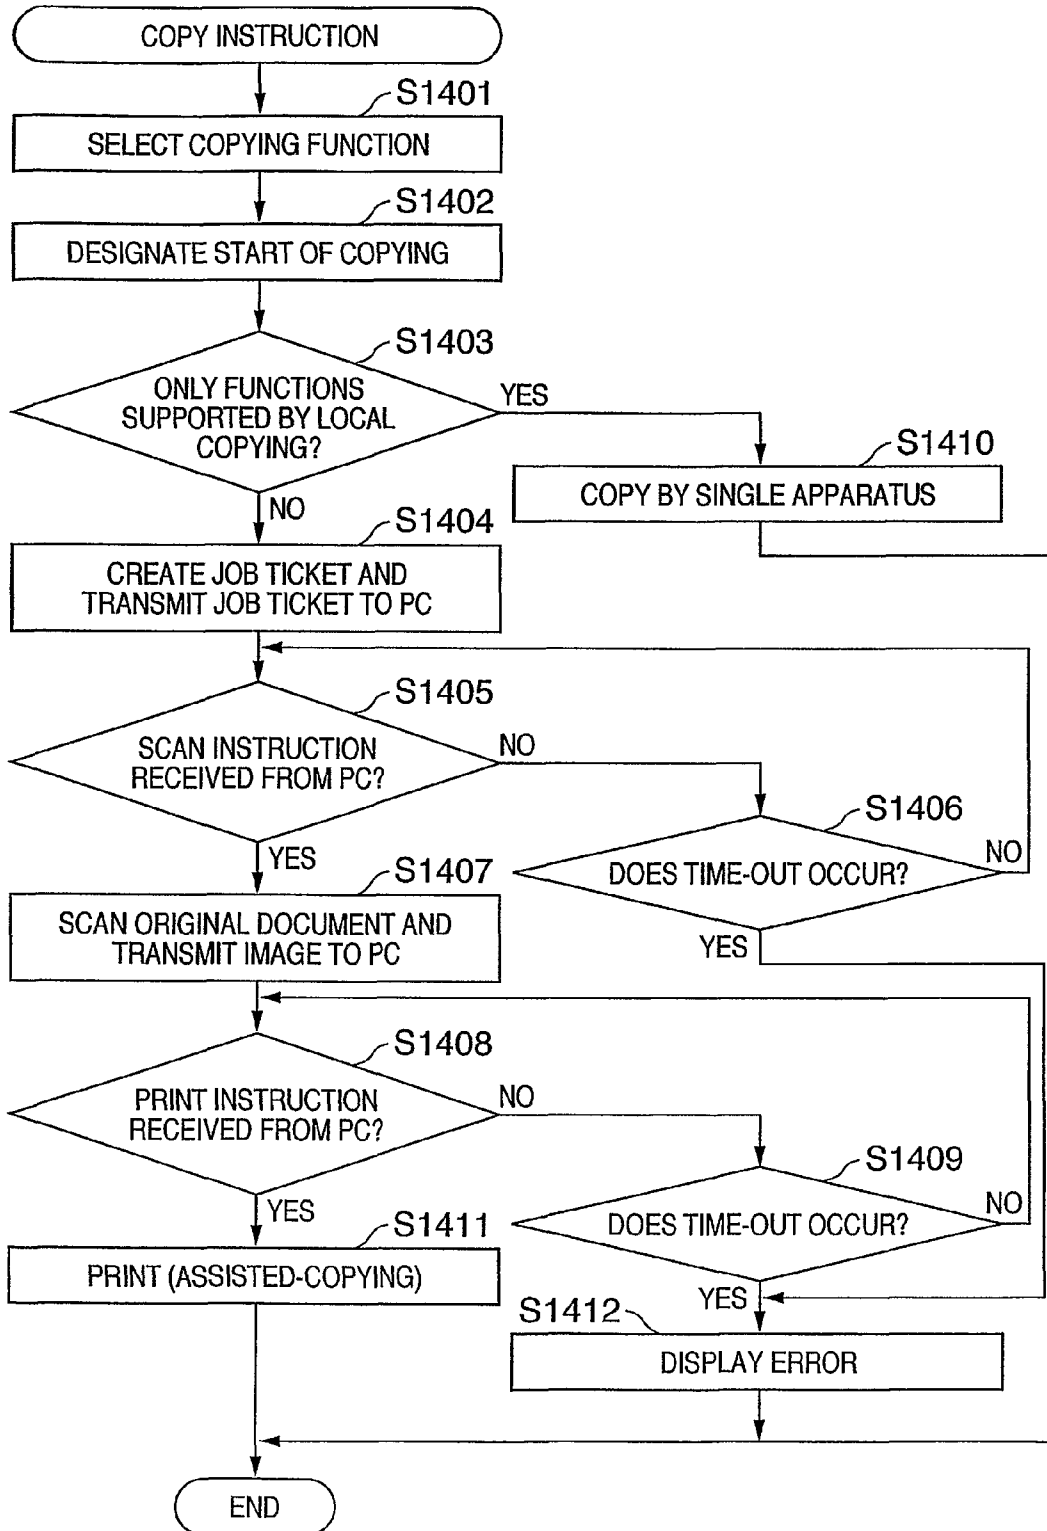 COPY INSTRUCTION
S1401
SELECT COPYING FUNCTION
S1402
DESIGNATE START OF COPYING
S1403
ONLY FUNCTIONS
SUPPORTED BY LOCAL
COPYING?
YES
S1410
COPY BY SINGLE APPARATUS
NO
S1404
CREATE JOB TICKET AND
TRANSMIT JOB TICKET TO PC
S1405
SCAN INSTRUCTION
RECEIVED FROM PC?
NO
S1406
DOES TIME-OUT OCCUR?
NO
YES
YES
S1407
SCAN ORIGINAL DOCUMENT AND
TRANSMIT IMAGE TO PC
S1408
PRINT INSTRUCTION
RECEIVED FROM PC?
NO
S1409
DOES TIME-OUT OCCUR?
NO
YES
YES
S1411
PRINT (ASSISTED-COPYING)
S1412
DISPLAY ERROR
END